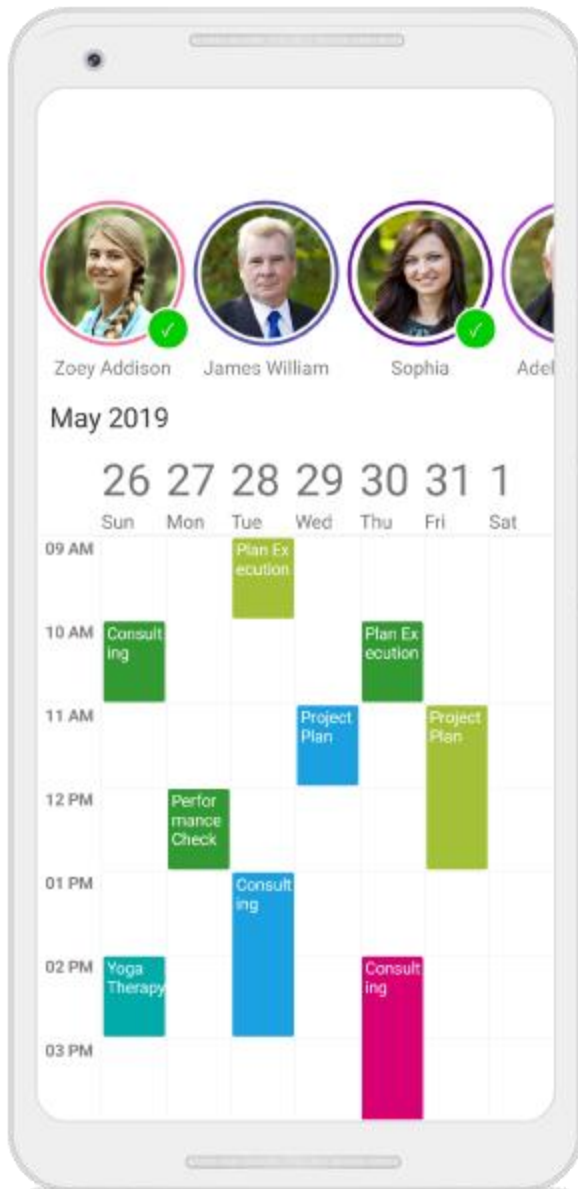 Zoey Addison James William Sophia Adel
May 2019
26 27 28 29 30 31 1
Sun Mon Tue Wed Thu Fri Sat
09 AM
Plan Ex
ecution
10 AM
Consult
ing
Plan Ex
ecution
11 AM
Project
Plan
Project
Plan
12 PM
Perfor
mance
Check
01 PM
Consult
ing
02 PM
Yoga
Therapy
Consult
ing
03 PM